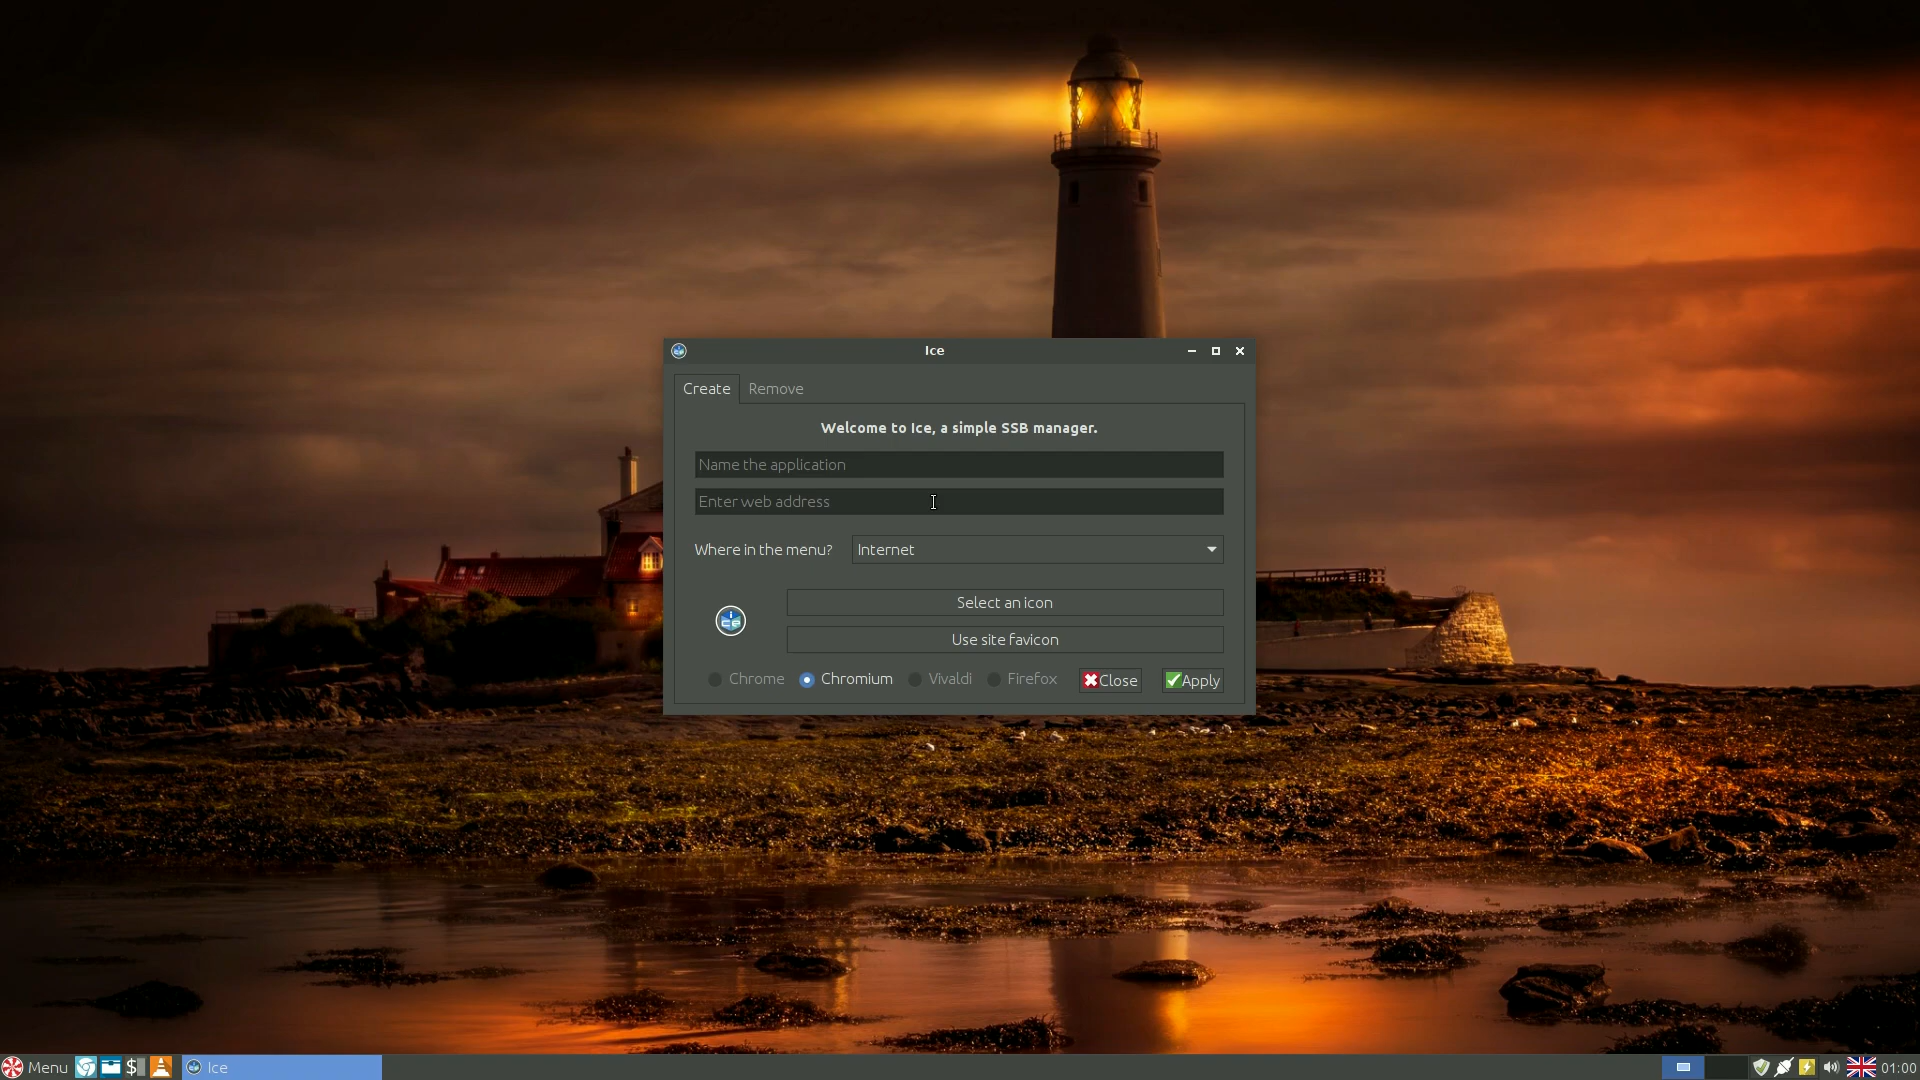 Ice
Create Remove
Welcome to Ice, a simple SSB manager.
Name the application
Enter web address
Where in the menu? Internet
Select an icon
ice
Use site favicon
Chrome Chromium Vivaldi Firefox Close Apply
Menu $ Ice 01:00